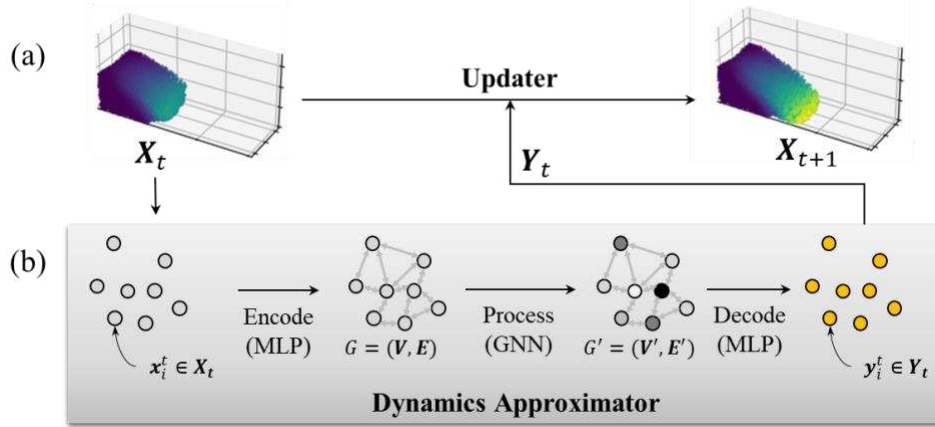 (a)
Updater
X_t
X_{t+1}
Y_t
(b)
Encode
(MLP)
Process
(GNN)
Decode
(MLP)
G = (V, E)
G′ = (V′, E′)
x_i^t ∈ X_t
y_i^t ∈ Y_t
Dynamics Approximator